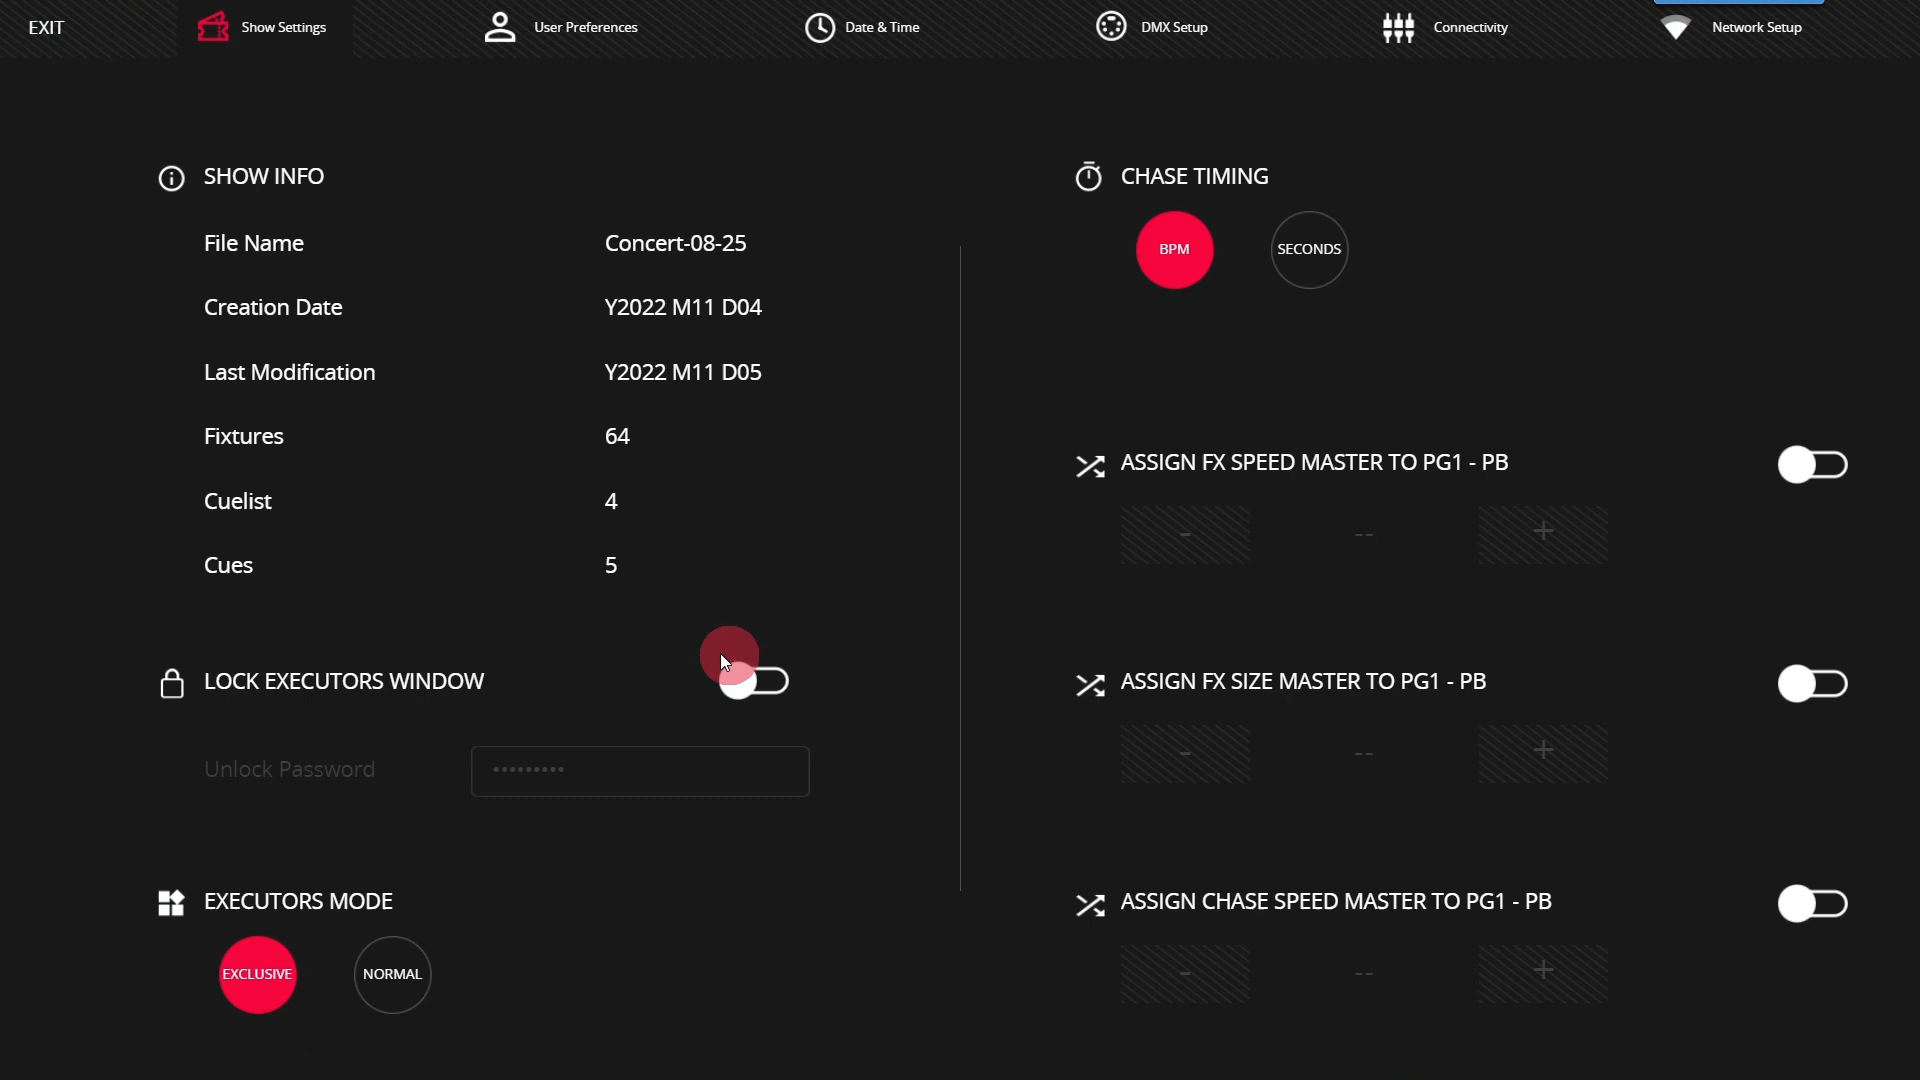 EXIT
Show Settings
User Preferences
Date & Time
DMX Setup
Connectivity
Network Setup
SHOW INFO
File Name Concert-08-25
Creation Date Y2022 M11 D04
Last Modification Y2022 M11 D05
Fixtures 64
Cuelist 4
Cues 5
LOCK EXECUTORS WINDOW
Unlock Password •••••••••
EXECUTORS MODE
EXCLUSIVE NORMAL
CHASE TIMING
BPM SECONDS
ASSIGN FX SPEED MASTER TO PG1 - PB
- -- +
ASSIGN FX SIZE MASTER TO PG1 - PB
- -- +
ASSIGN CHASE SPEED MASTER TO PG1 - PB
- -- +